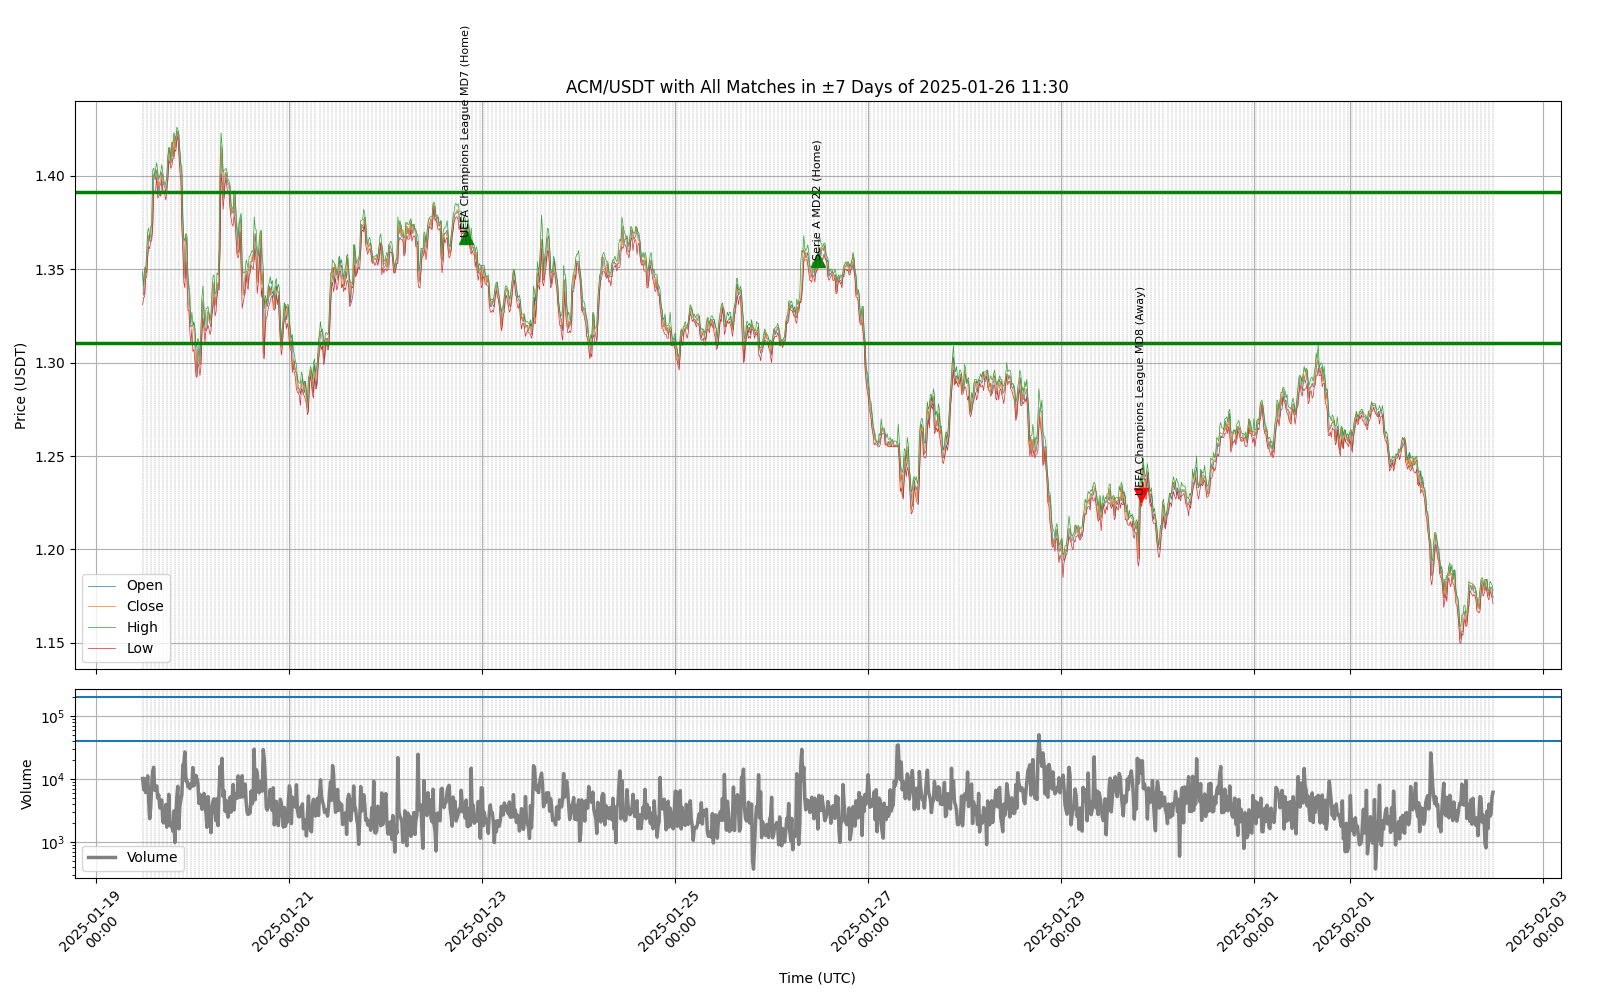 ACM/USDT with All Matches in ±7 Days of 2025-01-26 11:30
UEFA Champions League MD7 (Home)
Serie A MD22 (Home)
UEFA Champions League MD8 (Away)
Price (USDT)
1.40
1.35
1.30
1.25
1.20
1.15
Open
Close
High
Low
Volume
10⁵
10⁴
10³
Volume
2025-01-19
00:00
2025-01-21
00:00
2025-01-23
00:00
2025-01-25
00:00
2025-01-27
00:00
2025-01-29
00:00
2025-01-31
00:00
2025-02-01
00:00
2025-02-03
00:00
Time (UTC)